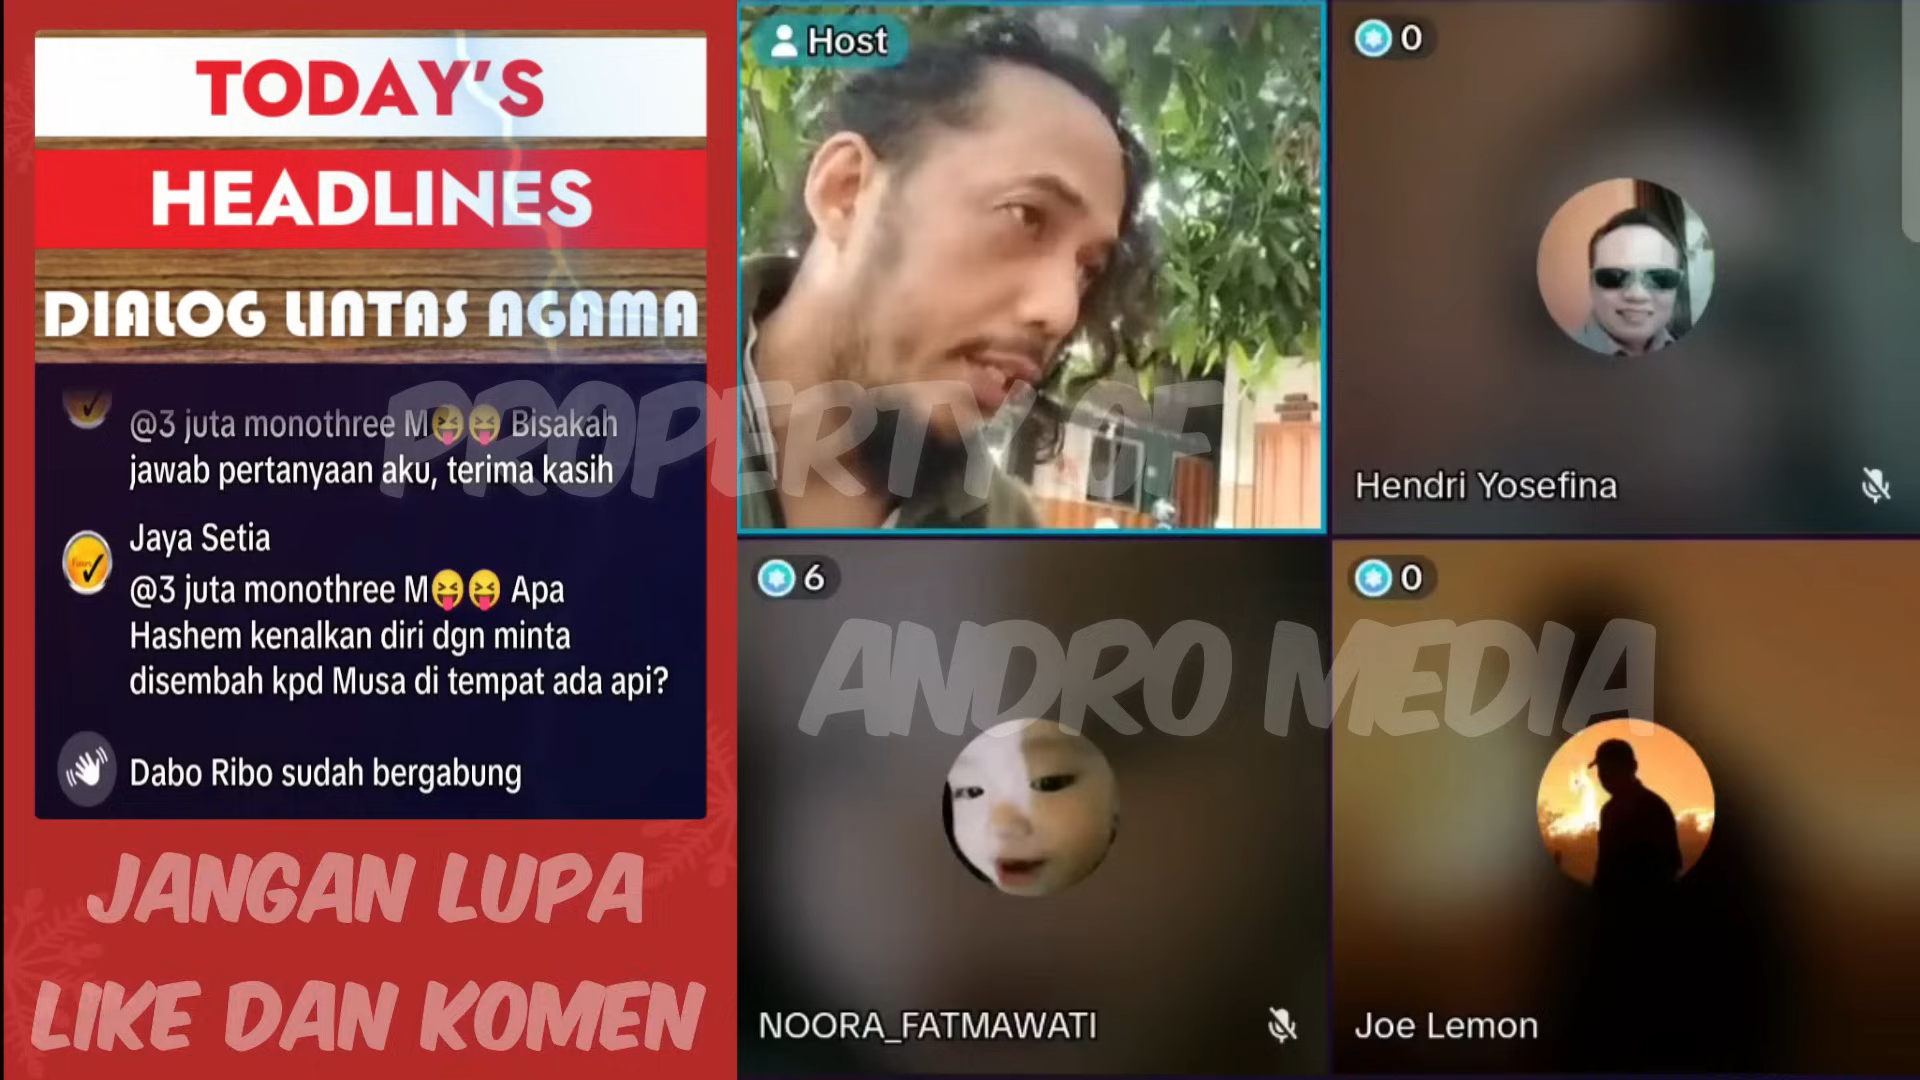 TODAY'S
HEADLINES
DIALOG LINTAS AGAMA
@3 juta monothree M😝😝 Bisakah
jawab pertanyaan aku, terima kasih
Jaya Setia
@3 juta monothree M😝😝 Apa
Hashem kenalkan diri dgn minta
disembah kpd Musa di tempat ada api?
Dabo Ribo sudah bergabung
JANGAN LUPA
LIKE DAN KOMEN
Host
0
Hendri Yosefina
6
NOORA_FATMAWATI
0
Joe Lemon
PROPERTY OF
ANDRO MEDIA